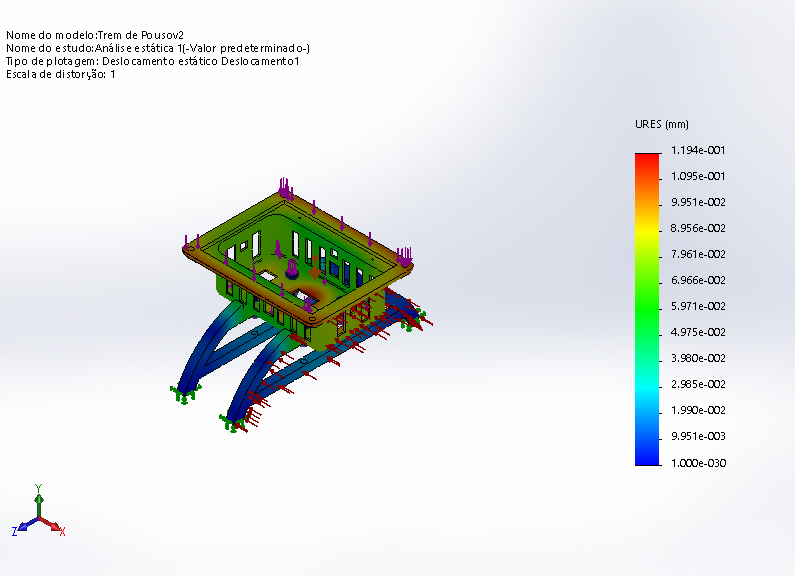 Nome do modelo:Trem de Pousov2
Nome do estudo:Análise estática 1(-Valor predeterminado-)
Tipo de plotagem: Deslocamento estático Deslocamento1
Escala de distorção: 1
URES (mm)
1.194e-001
1.095e-001
9.951e-002
8.956e-002
7.961e-002
6.966e-002
5.971e-002
4.975e-002
3.980e-002
2.985e-002
1.990e-002
9.951e-003
1.000e-030
Y
Z
X